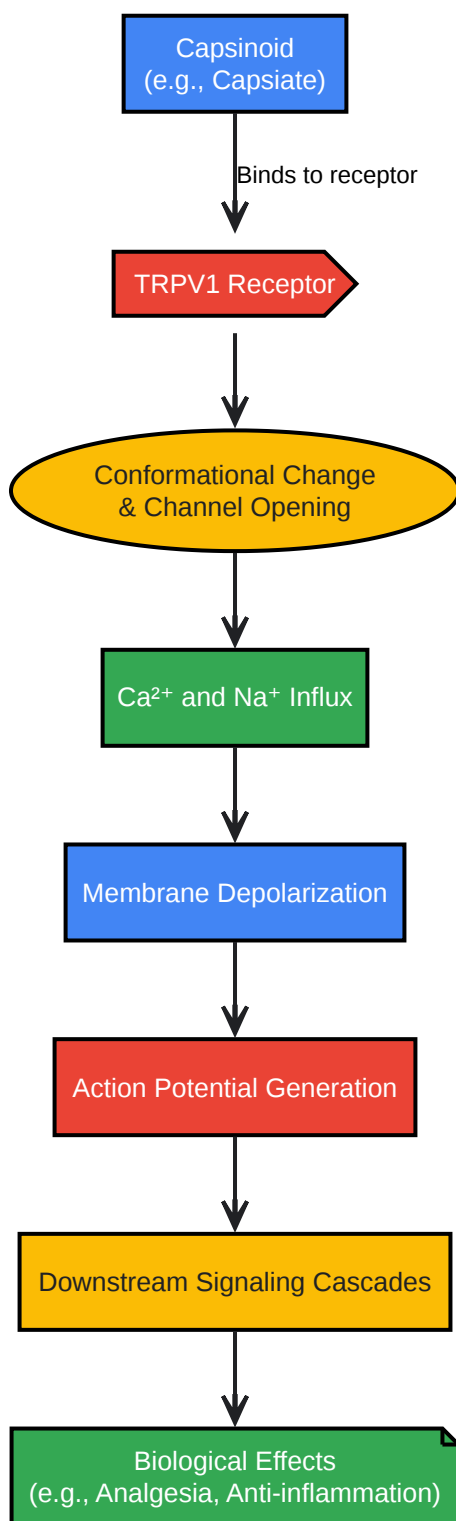 Capsinoid
(e.g., Capsiate)
Binds to receptor
TRPV1 Receptor
Conformational Change
& Channel Opening
Ca²⁺ and Na⁺ Influx
Membrane Depolarization
Action Potential Generation
Downstream Signaling Cascades
Biological Effects
(e.g., Analgesia, Anti-inflammation)